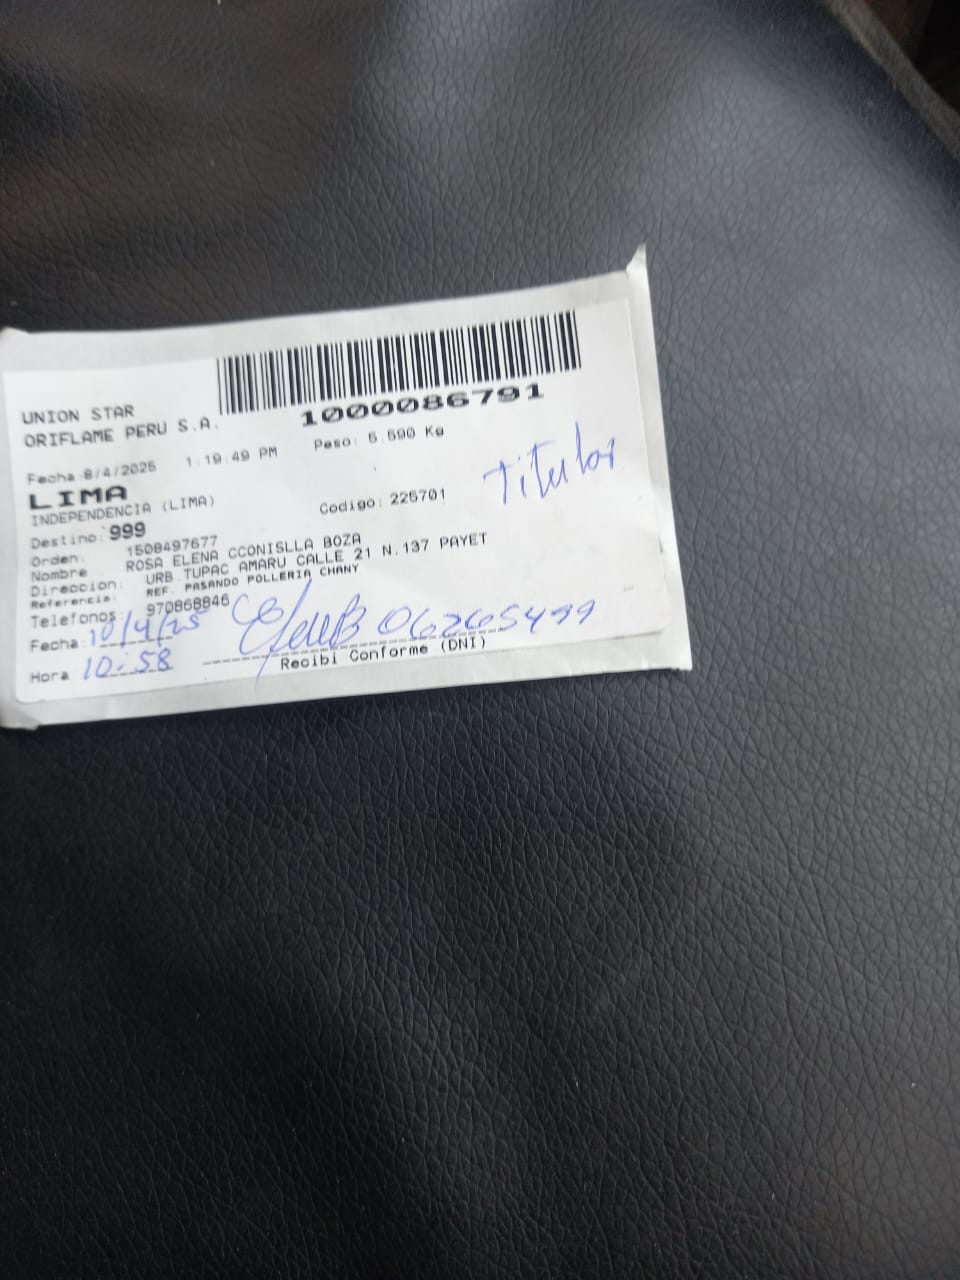 1000086791
UNION STAR
ORIFLAME PERU S.A.
Fecha:8/4/2025 1:19:49 PM Peso: 5.590 Kg
LIMA
INDEPENDENCIA (LIMA) Codigo: 225701 Titular
Destino: 999
Orden: 1508497677
Nombre ROSA ELENA CCONISLLA BOZA
Direccion: URB.TUPAC AMARU CALLE 21 N.137 PAYET
Referencia: REF. PASANDO POLLERIA CHANY
Telefonos: 970868846
Fecha: 10/4/25 06265499
Hora 10:58 Recibi Conforme (DNI)